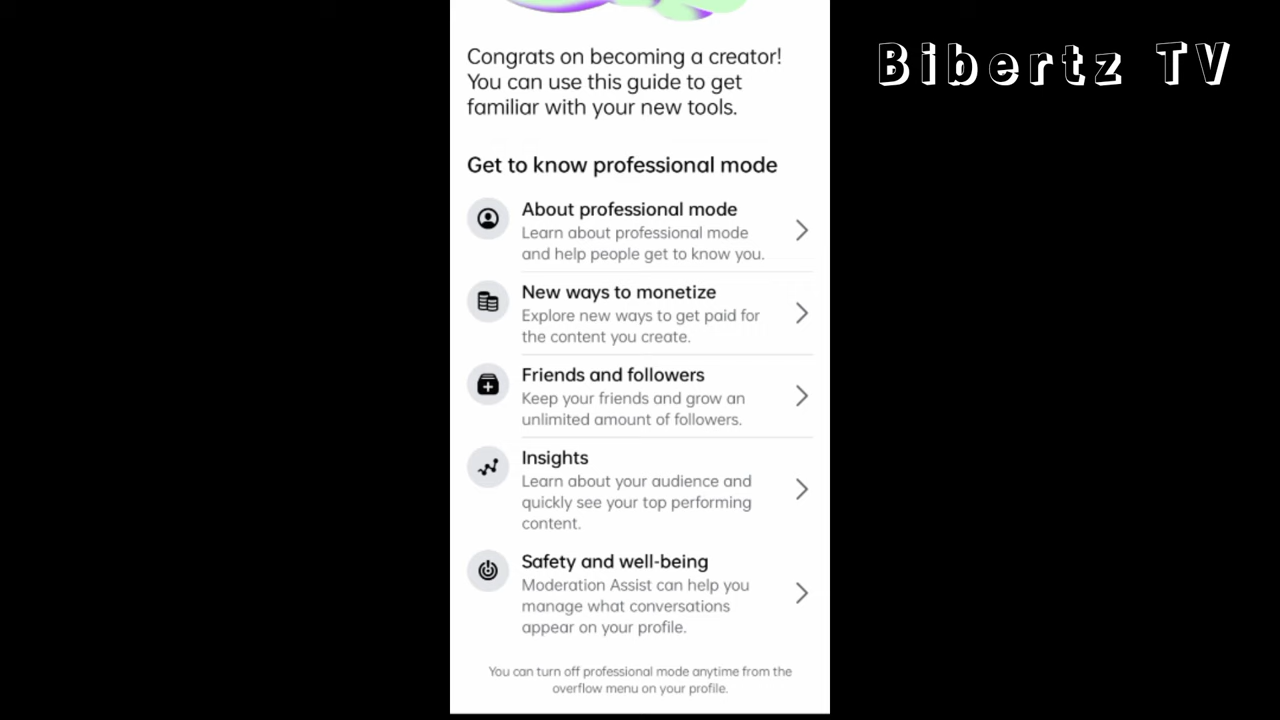 Bibertz TV
Congrats on becoming a creator!
You can use this guide to get
familiar with your new tools.
Get to know professional mode
About professional mode
Learn about professional mode
and help people get to know you.
New ways to monetize
Explore new ways to get paid for
the content you create.
Friends and followers
Keep your friends and grow an
unlimited amount of followers.
Insights
Learn about your audience and
quickly see your top performing
content.
Safety and well-being
Moderation Assist can help you
manage what conversations
appear on your profile.
You can turn off professional mode anytime from the
overflow menu on your profile.